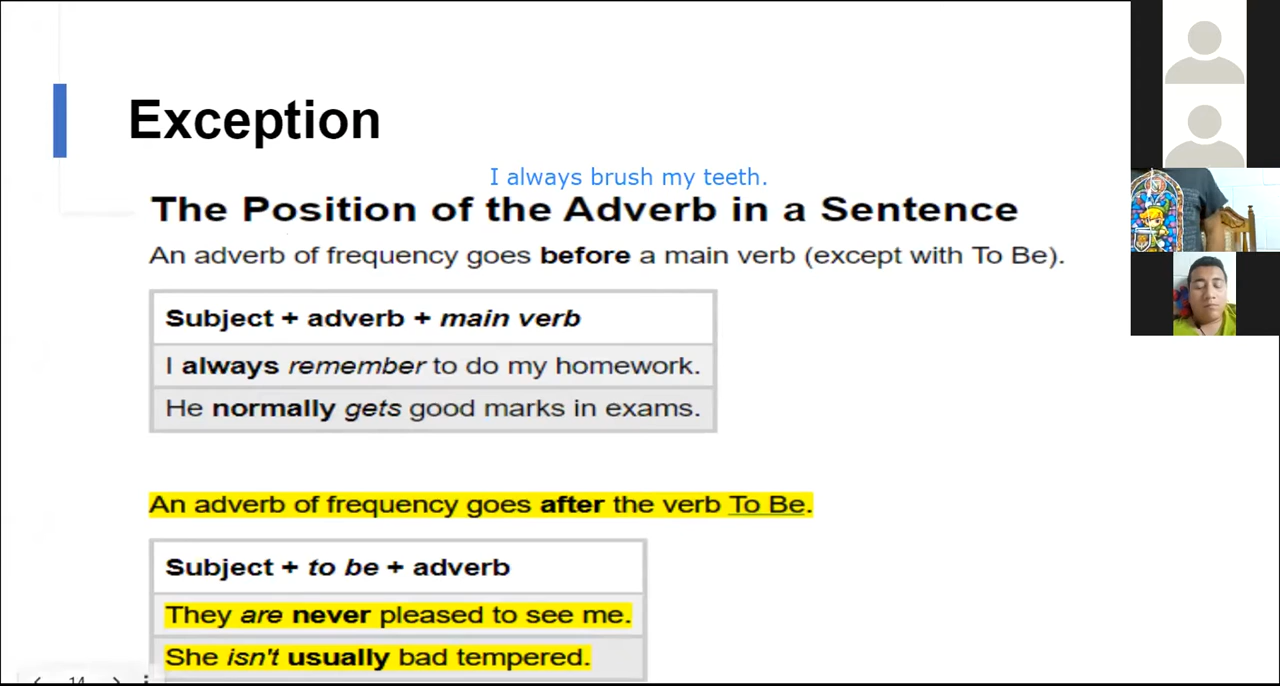 Exception
I always brush my teeth.
The Position of the Adverb in a Sentence
An adverb of frequency goes before a main verb (except with To Be).
Subject + adverb + main verb
I always remember to do my homework.
He normally gets good marks in exams.
An adverb of frequency goes after the verb To Be.
Subject + to be + adverb
They are never pleased to see me.
She isn't usually bad tempered.
14